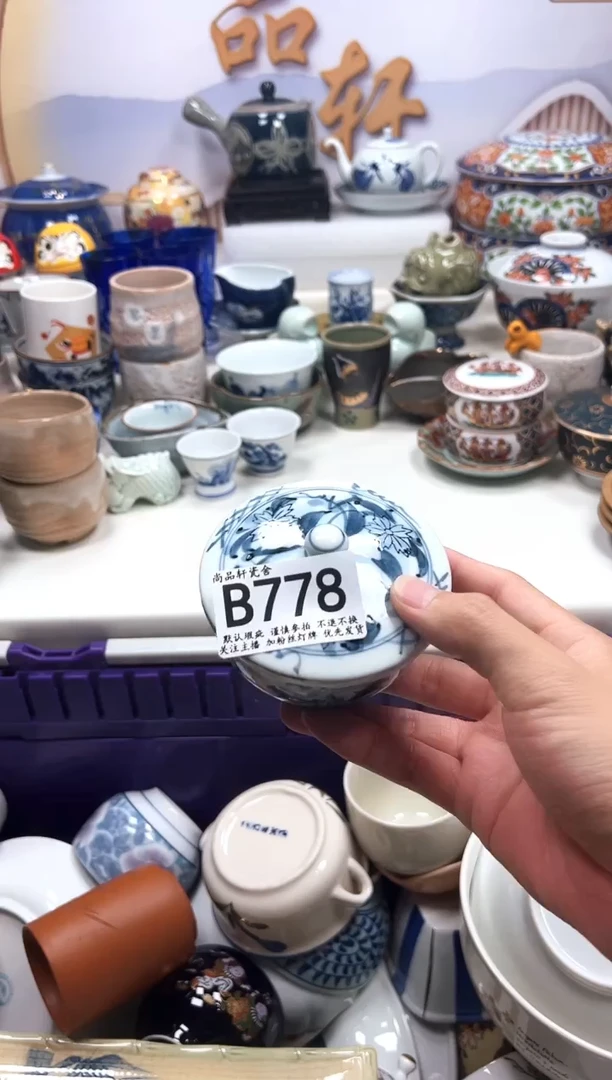 品轩
尚品轩瓷舍
B778
默认瑕疵 谨慎参拍 不退不换
关注主播 加粉丝灯牌 优先发货